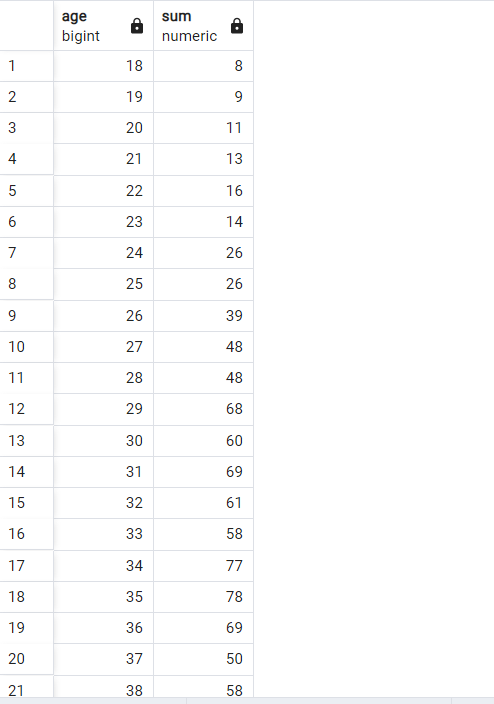 age sum
bigint numeric
1 18 8
2 19 9
3 20 11
4 21 13
5 22 16
6 23 14
7 24 26
8 25 26
9 26 39
10 27 48
11 28 48
12 29 68
13 30 60
14 31 69
15 32 61
16 33 58
17 34 77
18 35 78
19 36 69
20 37 50
21 38 58